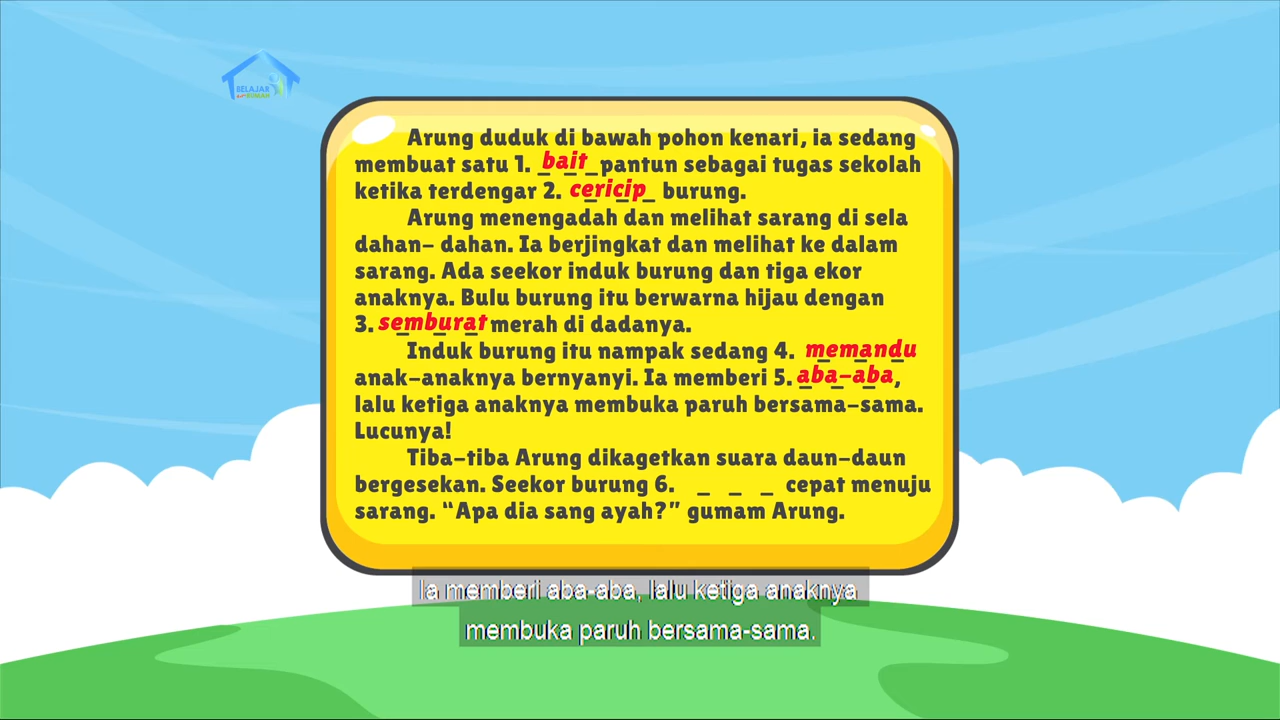 BELAJAR
dari RUMAH
Arung duduk di bawah pohon kenari, ia sedang
membuat satu 1. _bait_ pantun sebagai tugas sekolah
ketika terdengar 2. cericip_ burung.
Arung menengadah dan melihat sarang di sela
dahan- dahan. Ia berjingkat dan melihat ke dalam
sarang. Ada seekor induk burung dan tiga ekor
anaknya. Bulu burung itu berwarna hijau dengan
3. semburat merah di dadanya.
Induk burung itu nampak sedang 4. memandu
anak-anaknya bernyanyi. Ia memberi 5. aba-aba,
lalu ketiga anaknya membuka paruh bersama-sama.
Lucunya!
Tiba-tiba Arung dikagetkan suara daun-daun
bergesekan. Seekor burung 6. _ _ _ cepat menuju
sarang. “Apa dia sang ayah?” gumam Arung.
Ia memberi aba-aba, lalu ketiga anaknya
membuka paruh bersama-sama.